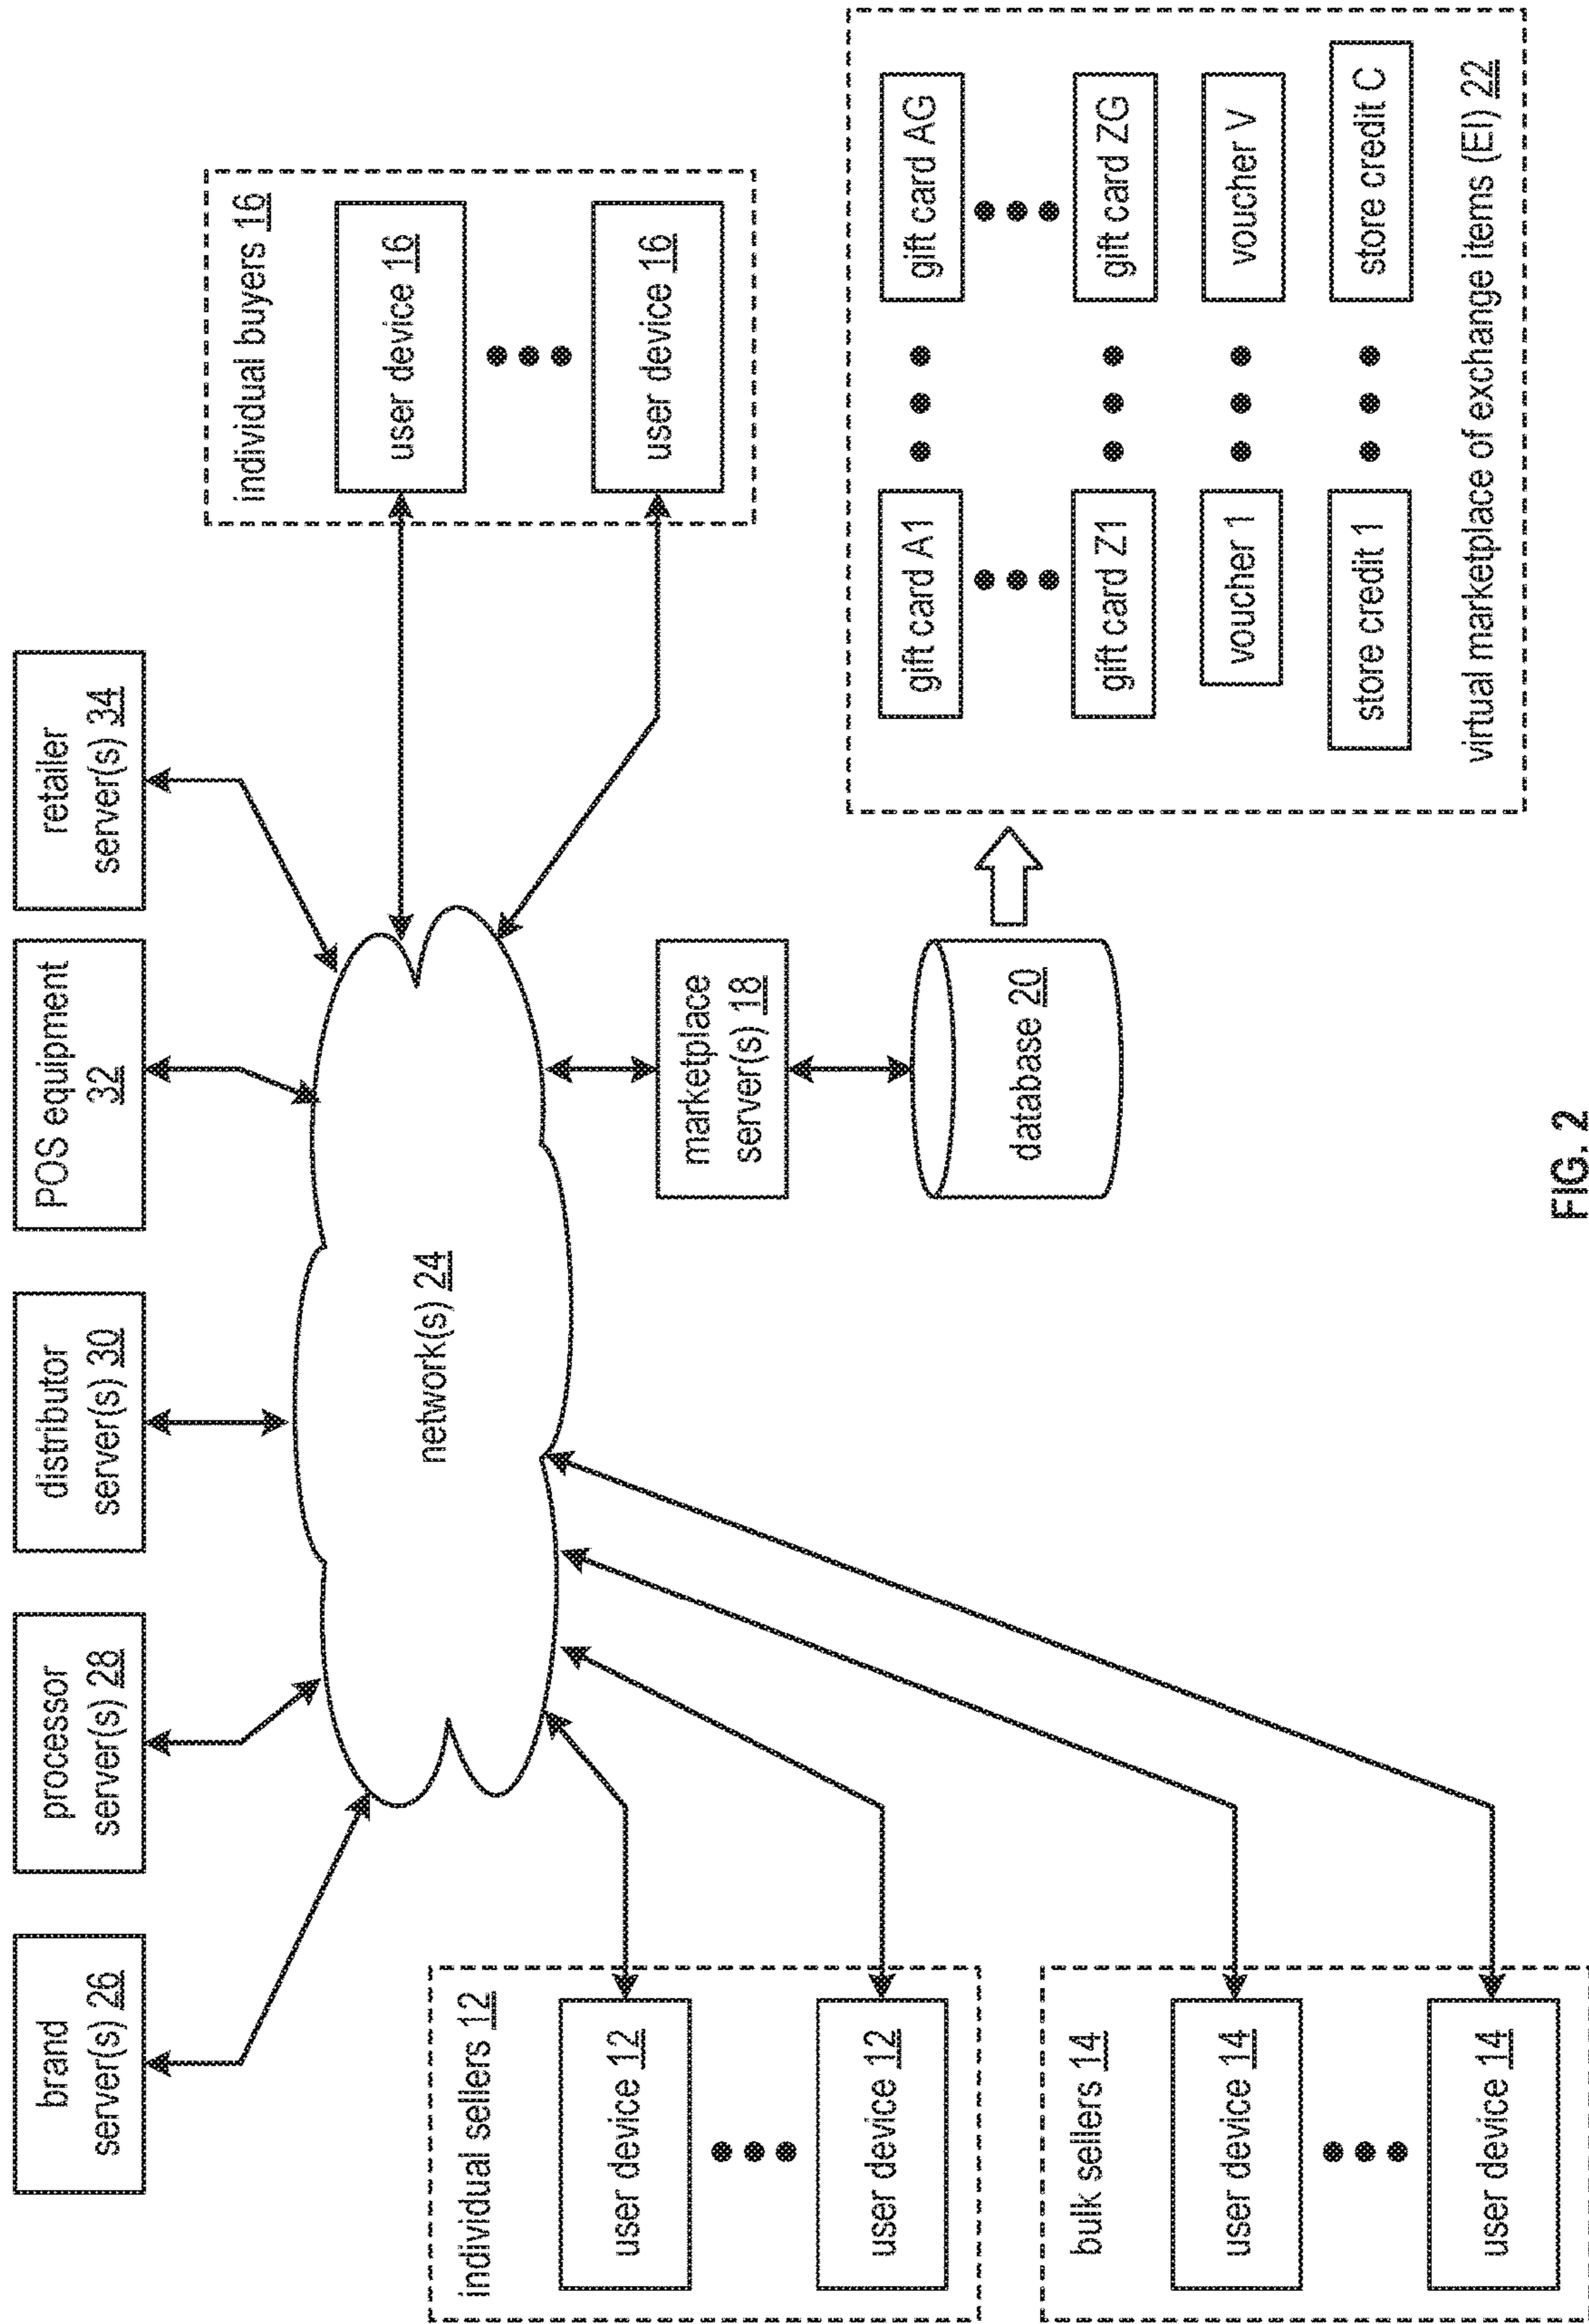 brand
server(s) 26
processor
server(s) 28
distributor
server(s) 30
POS equipment
32
retailer
server(s) 34
individual buyers 16
user device 16
user device 16
network(s) 24
individual sellers 12
user device 12
user device 12
bulk sellers 14
user device 14
user device 14
marketplace
server(s) 18
database 20
gift card A1
gift card AG
gift card Z1
gift card ZG
voucher 1
voucher V
store credit 1
store credit C
virtual marketplace of exchange items (EI) 22
FIG. 2